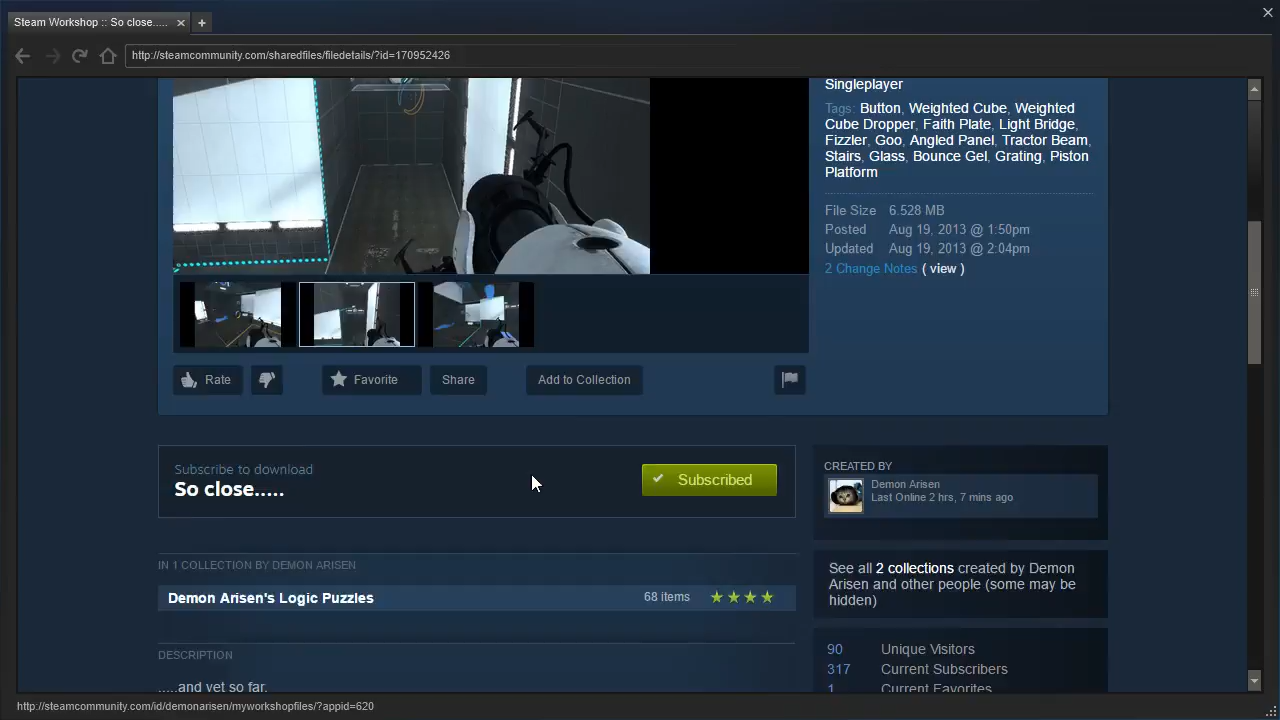 Steam Workshop :: So close.....
http://steamcommunity.com/sharedfiles/filedetails/?id=170952426
Singleplayer
Tags: Button, Weighted Cube, Weighted
Cube Dropper, Faith Plate, Light Bridge,
Fizzler, Goo, Angled Panel, Tractor Beam,
Stairs, Glass, Bounce Gel, Grating, Piston
Platform
File Size 6.528 MB
Posted Aug 19, 2013 @ 1:50pm
Updated Aug 19, 2013 @ 2:04pm
2 Change Notes ( view )
Rate
Favorite
Share
Add to Collection
Subscribe to download
So close.....
Subscribed
CREATED BY
Demon Arisen
Last Online 2 hrs, 7 mins ago
IN 1 COLLECTION BY DEMON ARISEN
Demon Arisen's Logic Puzzles 68 items
See all 2 collections created by Demon
Arisen and other people (some may be
hidden)
DESCRIPTION
.....and yet so far.
90 Unique Visitors
317 Current Subscribers
1 Current Favorites
http://steamcommunity.com/id/demonarisen/myworkshopfiles/?appid=620